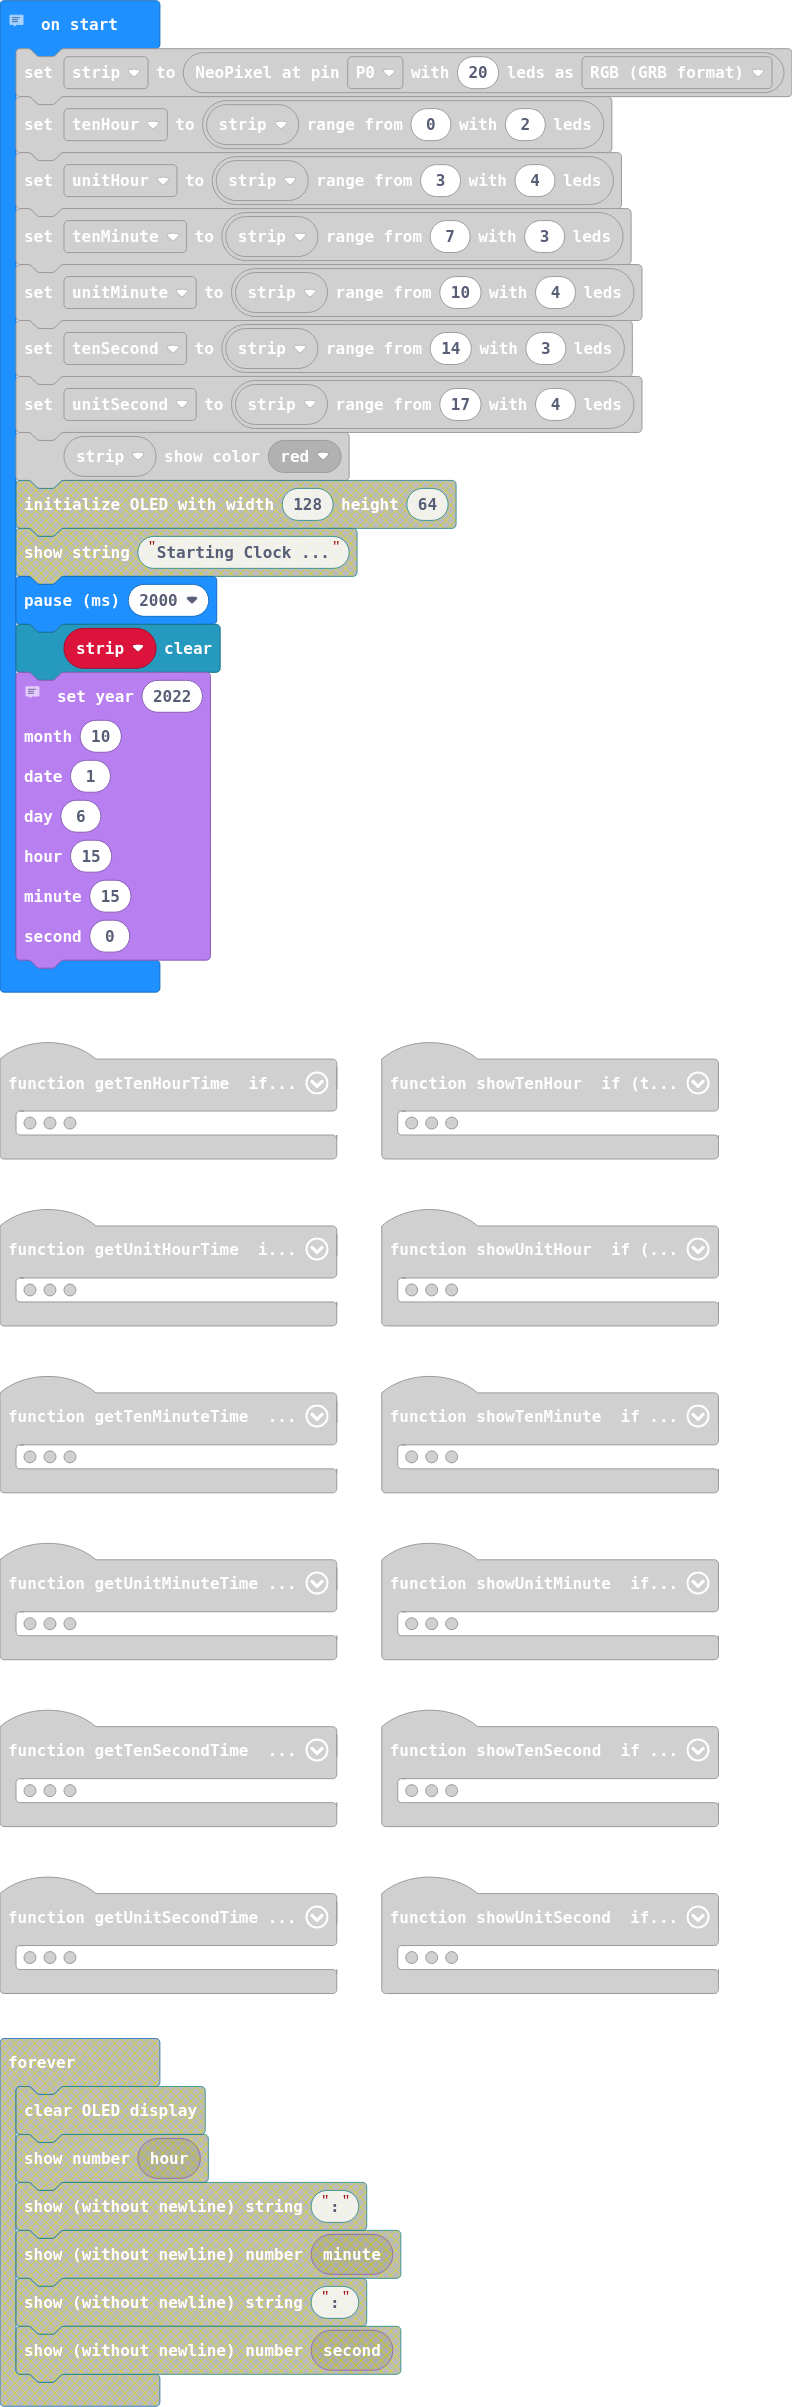 on start
set strip to NeoPixel at pin P0 with 20 leds as RGB (GRB format)
set tenHour to strip range from 0 with 2 leds
set unitHour to strip range from 3 with 4 leds
set tenMinute to strip range from 7 with 3 leds
set unitMinute to strip range from 10 with 4 leds
set tenSecond to strip range from 14 with 3 leds
set unitSecond to strip range from 17 with 4 leds
strip show color red
initialize OLED with width 128 height 64
show string "Starting Clock ..."
pause (ms) 2000
strip clear
set year 2022
month 10
date 1
day 6
hour 15
minute 15
second 0
function getTenHourTime if...
function showTenHour if (t...
function getUnitHourTime i...
function showUnitHour if (...
function getTenMinuteTime ...
function showTenMinute if ...
function getUnitMinuteTime ...
function showUnitMinute if...
function getTenSecondTime ...
function showTenSecond if ...
function getUnitSecondTime ...
function showUnitSecond if...
forever
clear OLED display
show number hour
show (without newline) string ":"
show (without newline) number minute
show (without newline) string ":"
show (without newline) number second